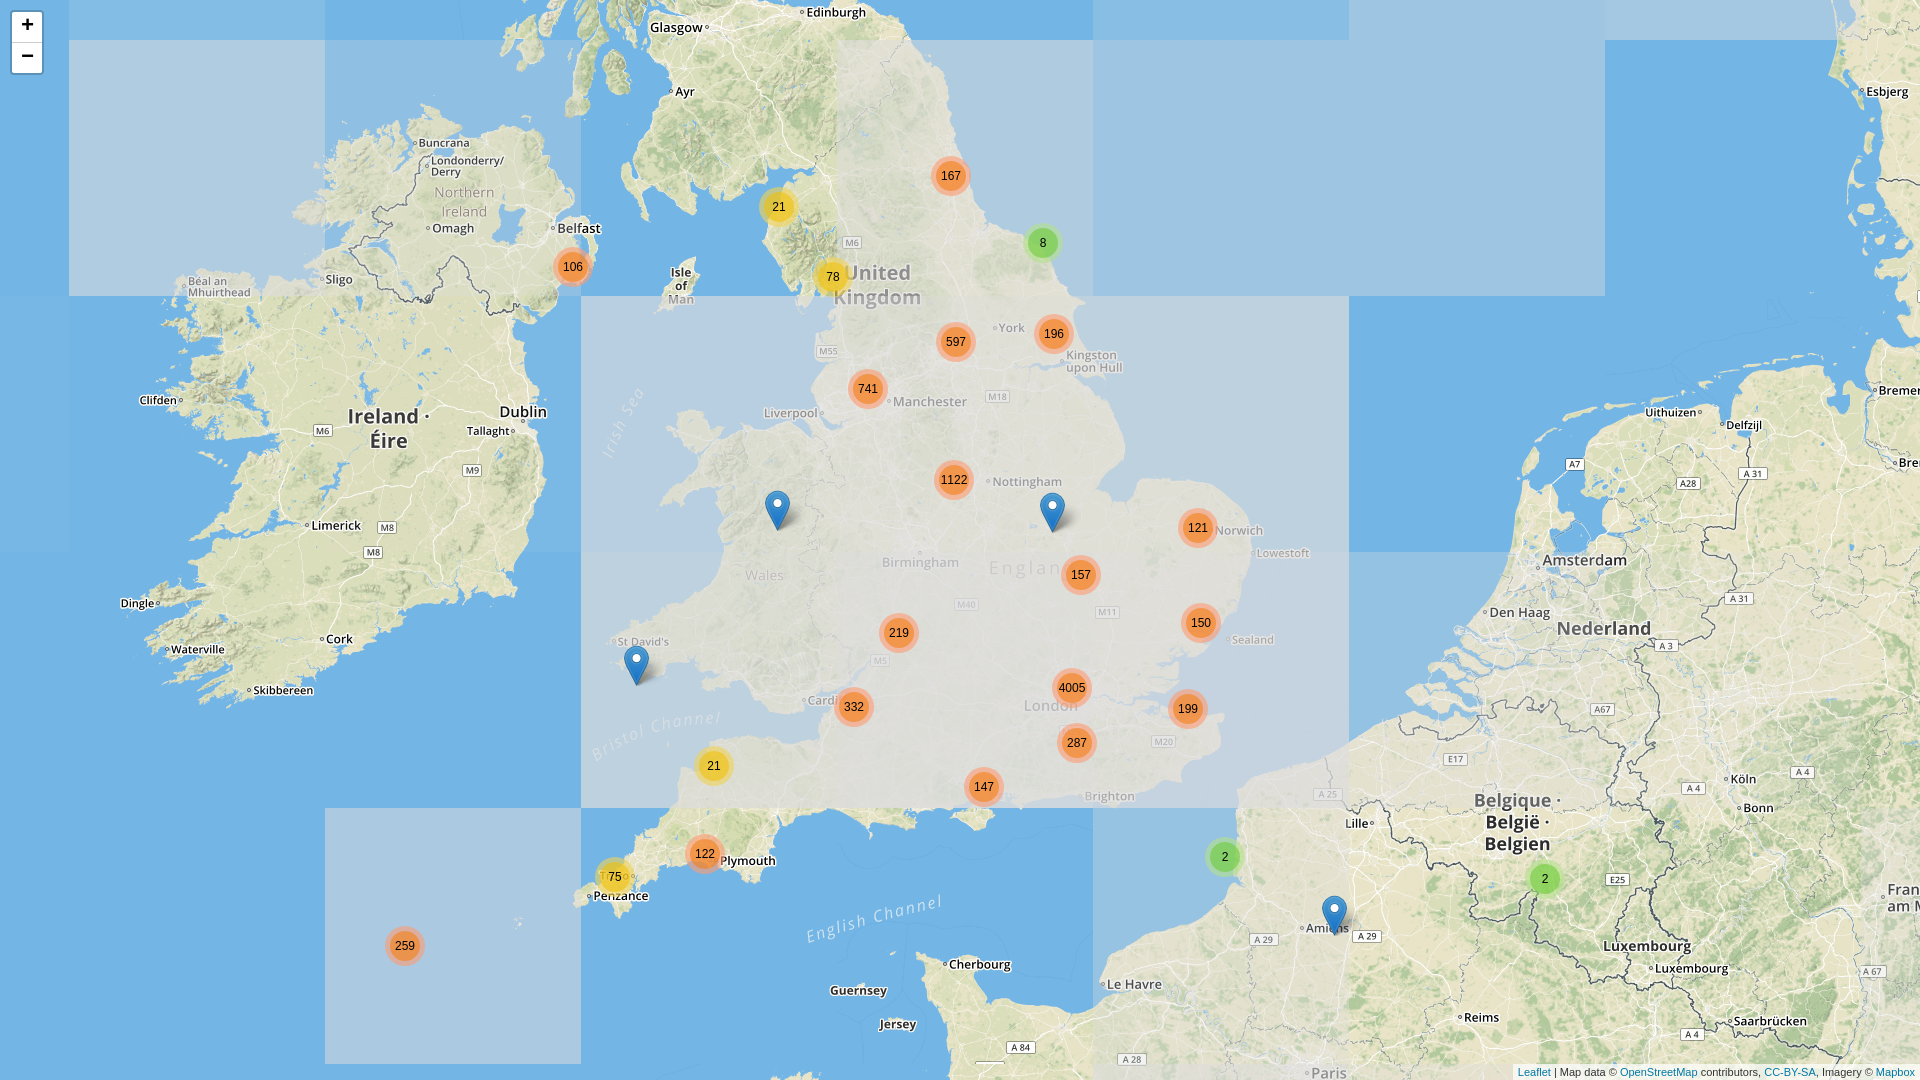 +
−
Edinburgh
Glasgow
Ayr
Esbjerg
Buncrana
Londonderry/
Derry
Northern
Ireland
Omagh
Belfast
167
21
M6
8
106
Béal an
Mhuirthead
Sligo
Isle
of
Man
78
United
Kingdom
York
196
597
M55
Kingston
upon Hull
741
Manchester
M18
Liverpool
Irish Sea
Clifden
Ireland ·
Éire
Dublin
Tallaght
M6
M9
Uithuizen
Delfzijl
A7
A 31
A28
1122
Nottingham
Limerick
M8
M8
121
Norwich
Lowestoft
Birmingham
Wales
157
Amsterdam
A 31
Den Haag
Nederland
A 3
Dingle
Waterville
Cork
Skibbereen
M40
M11
150
Sealand
219
M5
St David's
4005
London
199
332
287
M20
Bristol Channel
21
147
Brighton
A 25
A67
E17
Köln
A 4
A 4
Bonn
Belgique ·
België ·
Belgien
Lille
122
Plymouth
75
Penzance
2
2
E25
259
English Channel
A 29
A 29
Luxembourg
Luxembourg
A 67
Cherbourg
Guernsey
Jersey
Le Havre
Reims
Saarbrücken
A 4
A 84
A 28
Paris
Leaflet | Map data © OpenStreetMap contributors, CC-BY-SA, Imagery © Mapbox